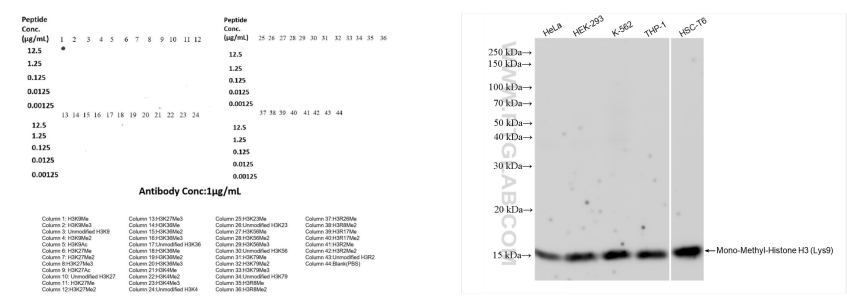 Peptide
Conc.
(µg/mL) 1 2 3 4 5 6 7 8 9 10 11 12
12.5
1.25
0.125
0.0125
0.00125
13 14 15 16 17 18 19 20 21 22 23 24
12.5
1.25
0.125
0.0125
0.00125
Peptide
Conc.
(µg/mL) 25 26 27 28 29 30 31 32 33 34 35 36
12.5
1.25
0.125
0.0125
0.00125
37 38 39 40 41 42 43 44
12.5
1.25
0.125
0.0125
0.00125
Antibody Conc:1µg/mL
Column 1: H3K9Me
Column 2: H3K9Me3
Column 3: Unmodified H3K9
Column 4: H3K9Me2
Column 5: H3K9Ac
Column 6: H3K27Me
Column 7: H3K27Me2
Column 8:H3K27Me3
Column 9: H3K27Ac
Column 10: Unmodified H3K27
Column 11: H3K27Me
Column 12:H3K27Me2
Column 13:H3K27Me3
Column 14:H3K36Me
Column 15:H3K36Me2
Column 16:H3K36Me3
Column 17:Unmodified H3K36
Column 18:H3K36Me
Column 19:H3K36Me2
Column 20:H3K36Me3
Column 21:H3K4Me
Column 22:H3K4Me2
Column 23:H3K4Me3
Column 24:Unmodified H3K4
Column 25:H3K23Me
Column 26:Unmodified H3K23
Column 27:H3K56Me
Column 28:H3K56Me2
Column 29:H3K56Me3
Column 30:Unmodified H3K56
Column 31:H3K79Me
Column 32:H3K79Me2
Column 33:H3K79Me3
Column 34:Unmodified H3K79
Column 35:H3R8Me
Column 36:H3R8Me2
Column 37:H3R26Me
Column 38:H3R8Me2
Column 39:H3R17Me
Column 40:H3R17Me2
Column 41:H3R2Me
Column 42:H3R2Me2
Column 43:Unmodified H3R2
Column 44:Blank(PBS)
HeLa HEK-293 K-562 THP-1 HSC-T6
250 kDa→
150 kDa→
100 kDa→
70 kDa→
50 kDa→
40 kDa→
30 kDa→
20 kDa→
15 kDa→
←Mono-Methyl-Histone H3 (Lys9)
WWW.PTGLABCOM